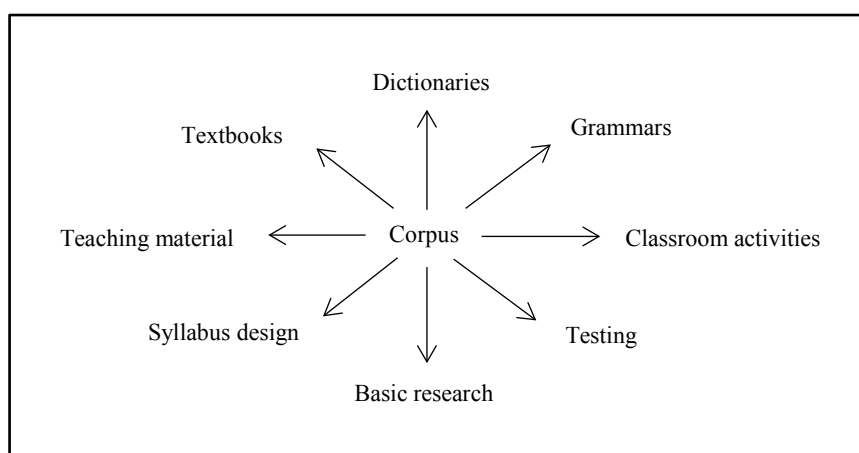 Dictionaries
Textbooks
Grammars
Teaching material
Corpus
Classroom activities
Syllabus design
Testing
Basic research